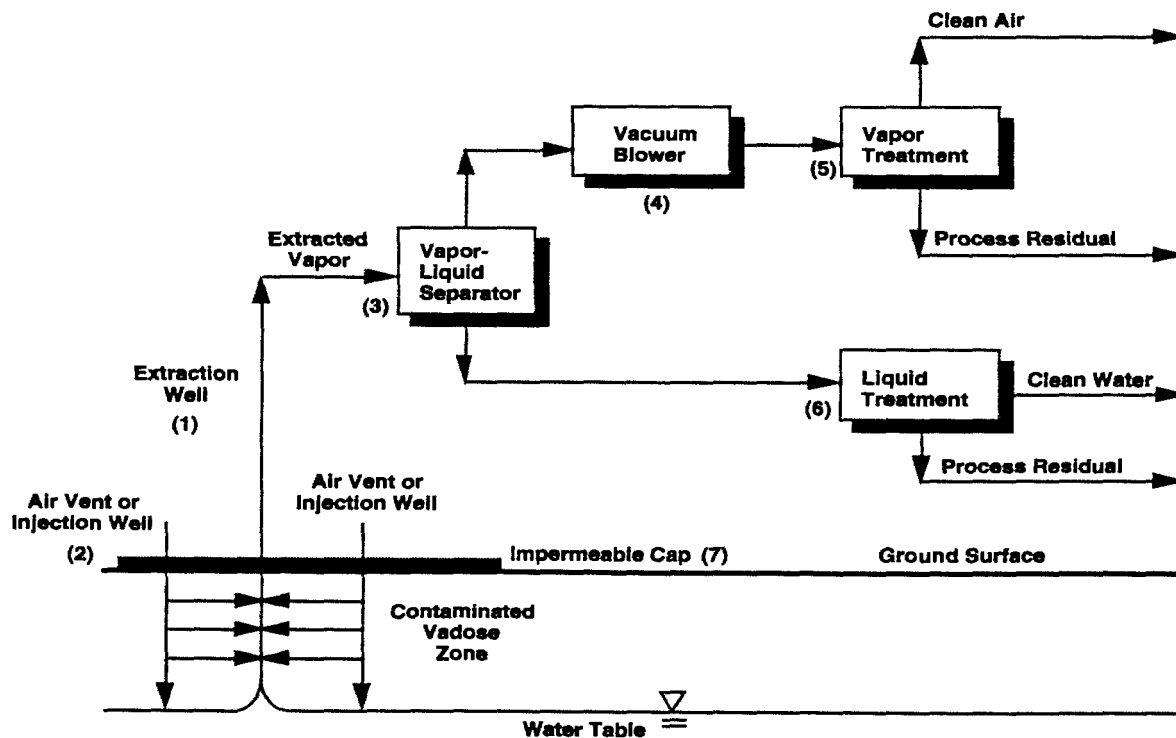 Clean Air
Vacuum
Blower
(4)
Vapor
Treatment
(5)
Process Residual
Extracted
Vapor
Vapor-
Liquid
Separator
(3)
Extraction
Well
(1)
Liquid
Treatment
(6)
Clean Water
Process Residual
Air Vent or
Injection Well
(2)
Air Vent or
Injection Well
Impermeable Cap (7)
Ground Surface
Contaminated
Vadose
Zone
Water Table